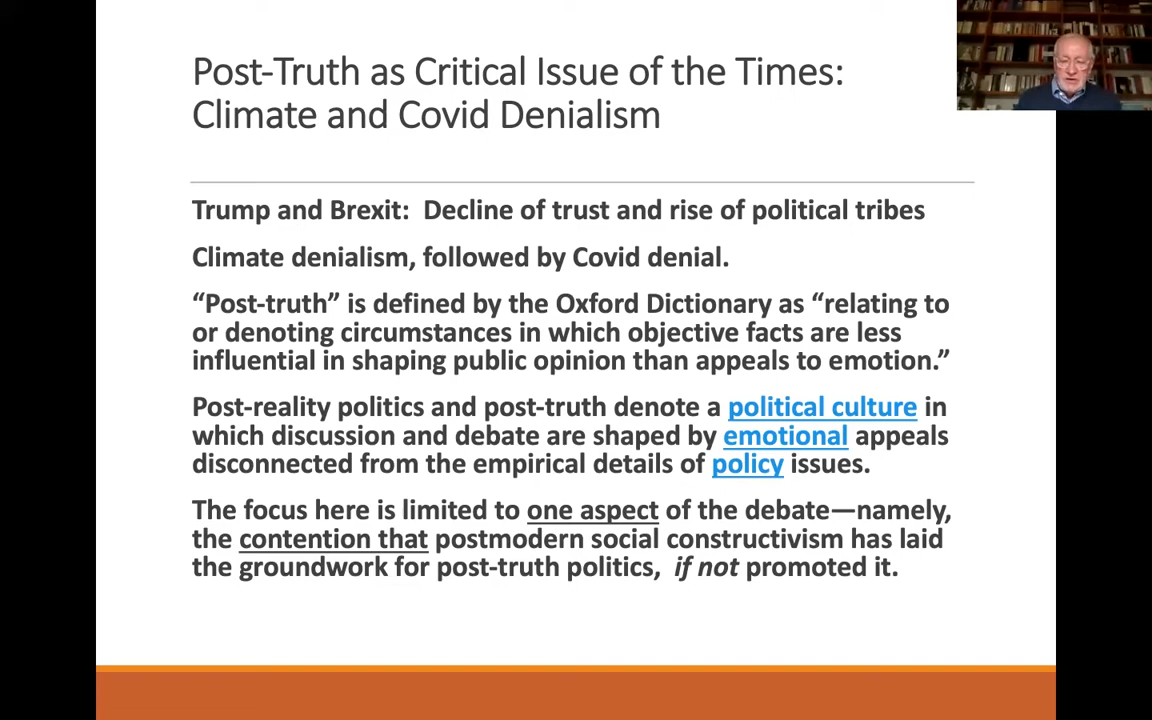 Post-Truth as Critical Issue of the Times:
Climate and Covid Denialism
Trump and Brexit:  Decline of trust and rise of political tribes
Climate denialism, followed by Covid denial.
“Post-truth” is defined by the Oxford Dictionary as “relating to
or denoting circumstances in which objective facts are less
influential in shaping public opinion than appeals to emotion.”
Post-reality politics and post-truth denote a political culture in
which discussion and debate are shaped by emotional appeals
disconnected from the empirical details of policy issues.
The focus here is limited to one aspect of the debate—namely,
the contention that postmodern social constructivism has laid
the groundwork for post-truth politics,  if not promoted it.